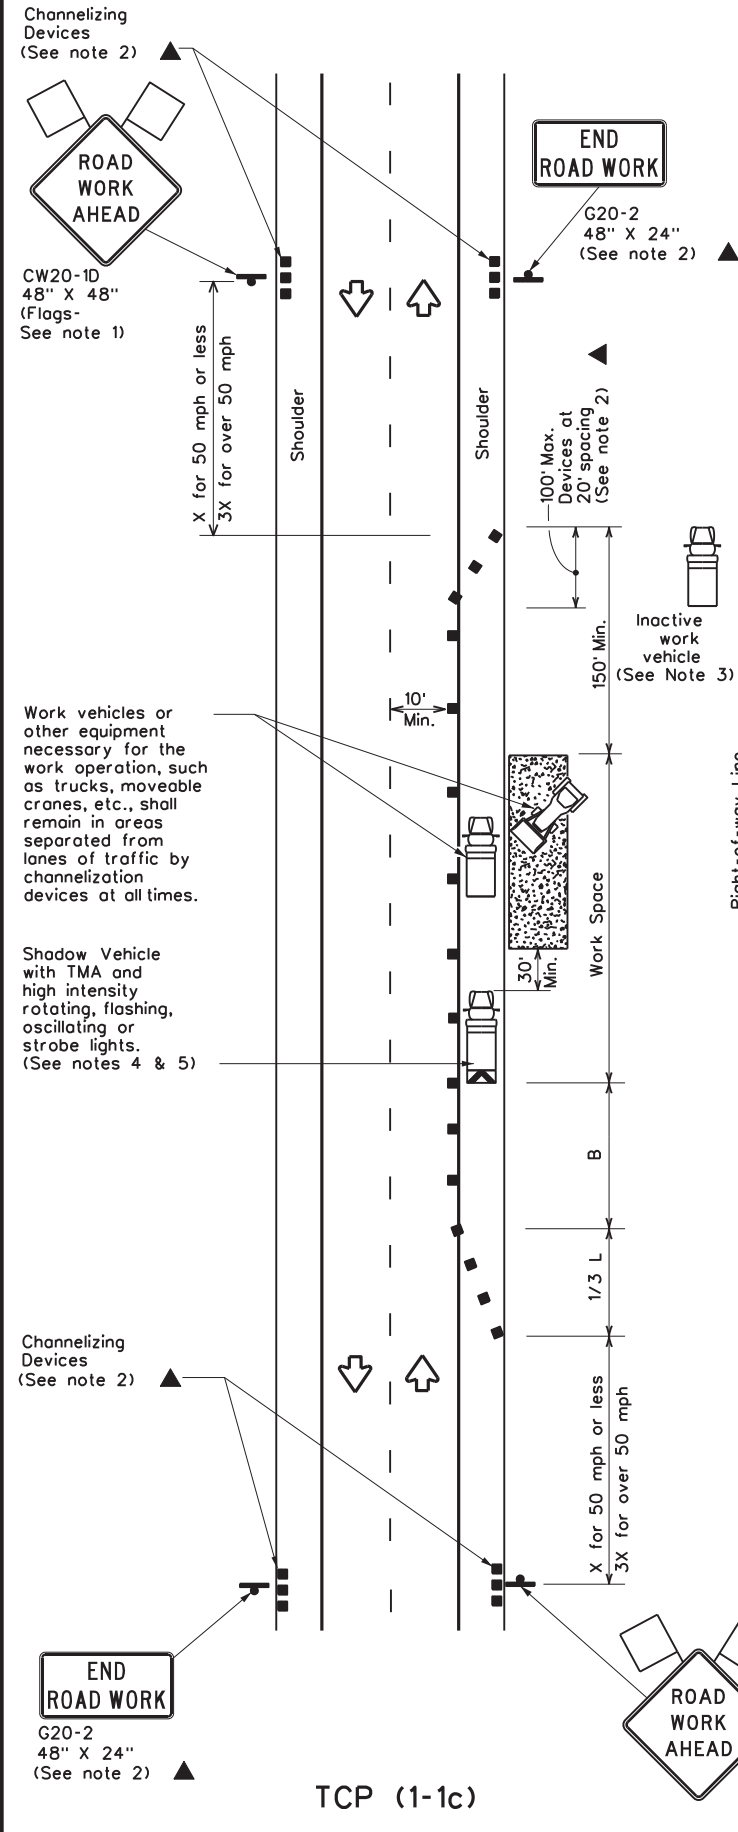 Channelizing
Devices
(See note 2)
ROAD
WORK
AHEAD
CW20-1D
48" X 48"
(Flags-
See note 1)
END
ROAD WORK
G20-2
48" X 24"
(See note 2)
X for 50 mph or less
3X for over 50 mph
Shoulder
Shoulder
100' Max.
Devices at
20' spacing
(See note 2)
150' Min.
Inactive
work
vehicle
(See Note 3)
10'
Min.
Work vehicles or
other equipment
necessary for the
work operation, such
as trucks, moveable
cranes, etc., shall
remain in areas
separated from
lanes of traffic by
channelization
devices at all times.
Right-of-way Line
Work Space
30'
Min.
Shadow Vehicle
with TMA and
high intensity
rotating, flashing,
oscillating or
strobe lights.
(See notes 4 & 5)
B
1/3 L
Channelizing
Devices
(See note 2)
X for 50 mph or less
3X for over 50 mph
END
ROAD WORK
G20-2
48" X 24"
(See note 2)
ROAD
WORK
AHEAD
TCP (1-1c)